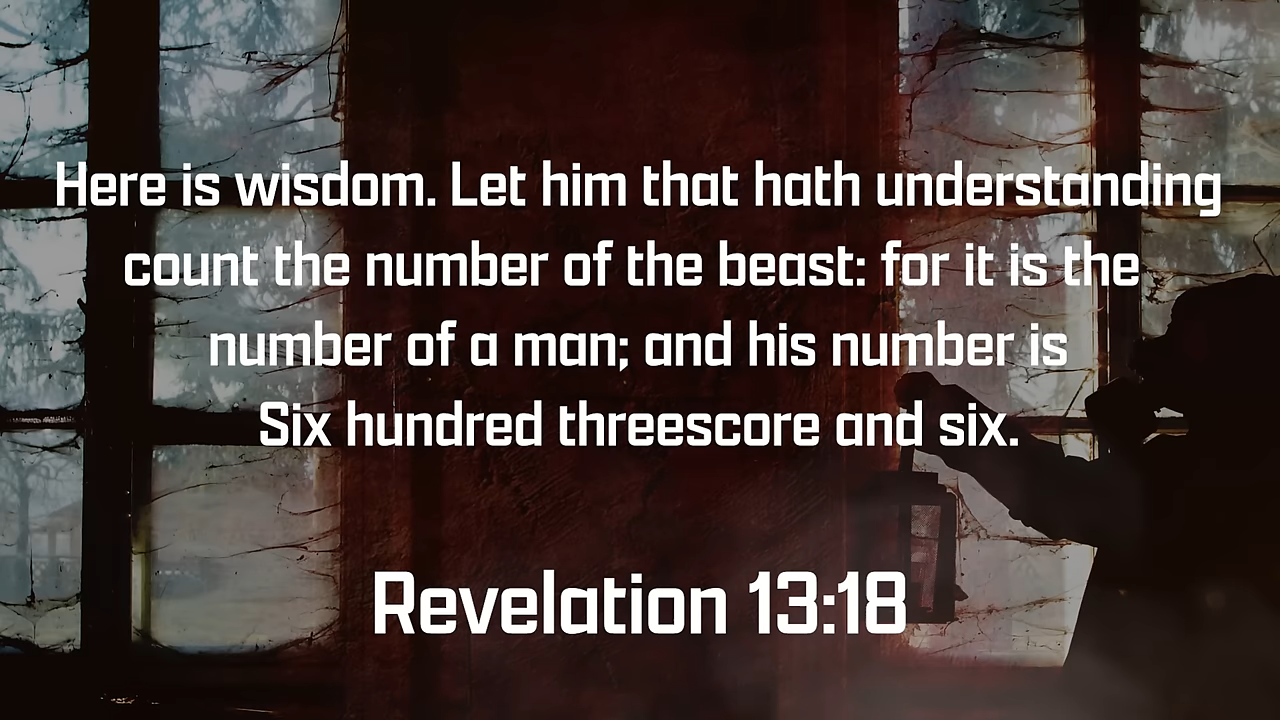 Here is wisdom. Let him that hath understanding
count the number of the beast: for it is the
number of a man; and his number is
Six hundred threescore and six.
Revelation 13:18